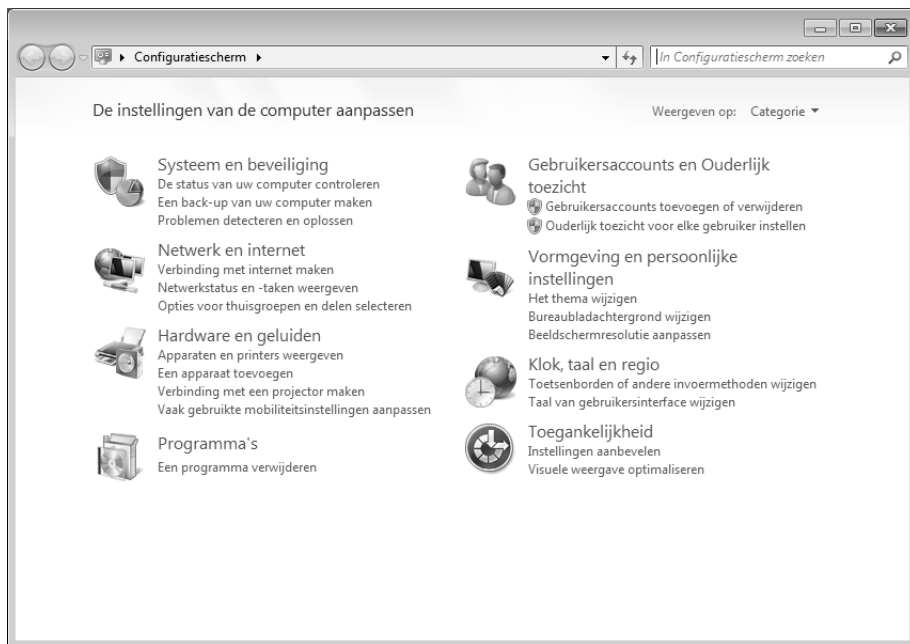 Configuratiescherm
In Configuratiescherm zoeken
De instellingen van de computer aanpassen
Weergeven op: Categorie
Systeem en beveiliging
De status van uw computer controleren
Een back-up van uw computer maken
Problemen detecteren en oplossen
Netwerk en internet
Verbinding met internet maken
Netwerkstatus en -taken weergeven
Opties voor thuisgroepen en delen selecteren
Hardware en geluiden
Apparaten en printers weergeven
Een apparaat toevoegen
Verbinding met een projector maken
Vaak gebruikte mobiliteitsinstellingen aanpassen
Programma's
Een programma verwijderen
Gebruikersaccounts en Ouderlijk
toezicht
Gebruikersaccounts toevoegen of verwijderen
Ouderlijk toezicht voor elke gebruiker instellen
Vormgeving en persoonlijke
instellingen
Het thema wijzigen
Bureaubladachtergrond wijzigen
Beeldschermresolutie aanpassen
Klok, taal en regio
Toetsenborden of andere invoermethoden wijzigen
Taal van gebruikersinterface wijzigen
Toegankelijkheid
Instellingen aanbevelen
Visuele weergave optimaliseren